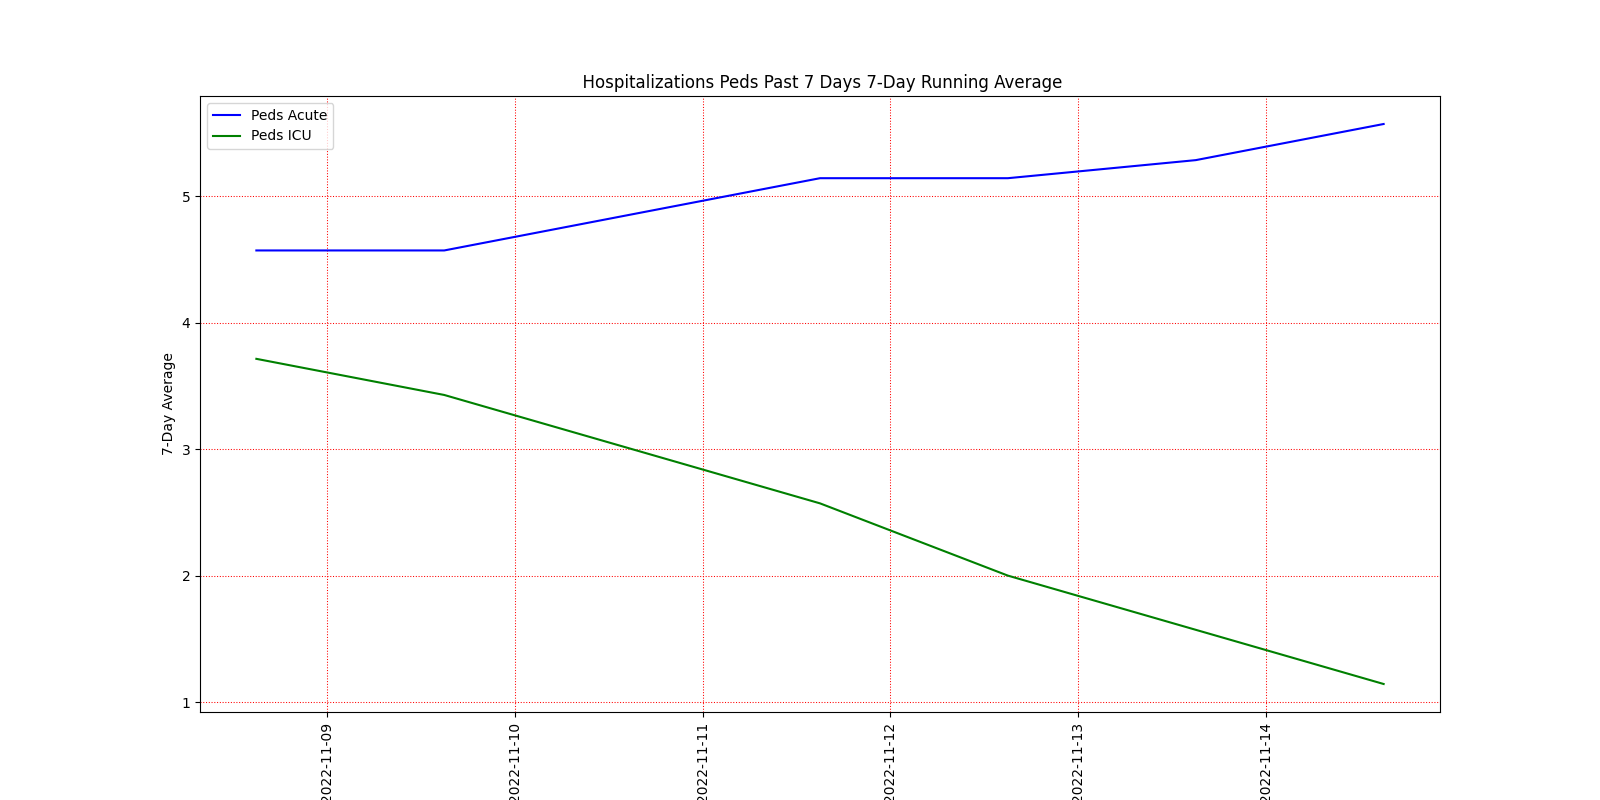 Hospitalizations Peds Past 7 Days 7-Day Running Average
Peds Acute
Peds ICU
7-Day Average
5
4
3
2
1
2022-11-09
2022-11-10
2022-11-11
2022-11-12
2022-11-13
2022-11-14